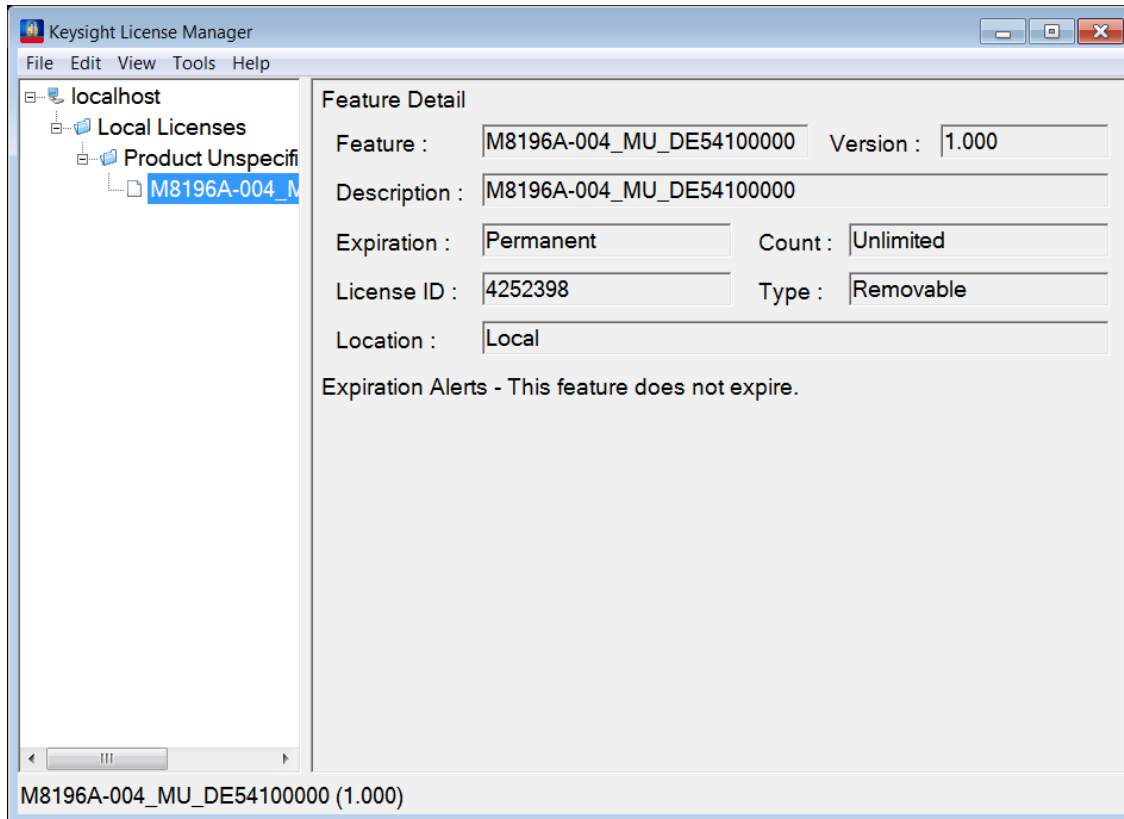 Keysight License Manager
File Edit View Tools Help
localhost
Local Licenses
Product Unspecifi
M8196A-004_M
Feature Detail
Feature : M8196A-004_MU_DE54100000 Version : 1.000
Description : M8196A-004_MU_DE54100000
Expiration : Permanent Count : Unlimited
License ID : 4252398 Type : Removable
Location : Local
Expiration Alerts - This feature does not expire.
M8196A-004_MU_DE54100000 (1.000)